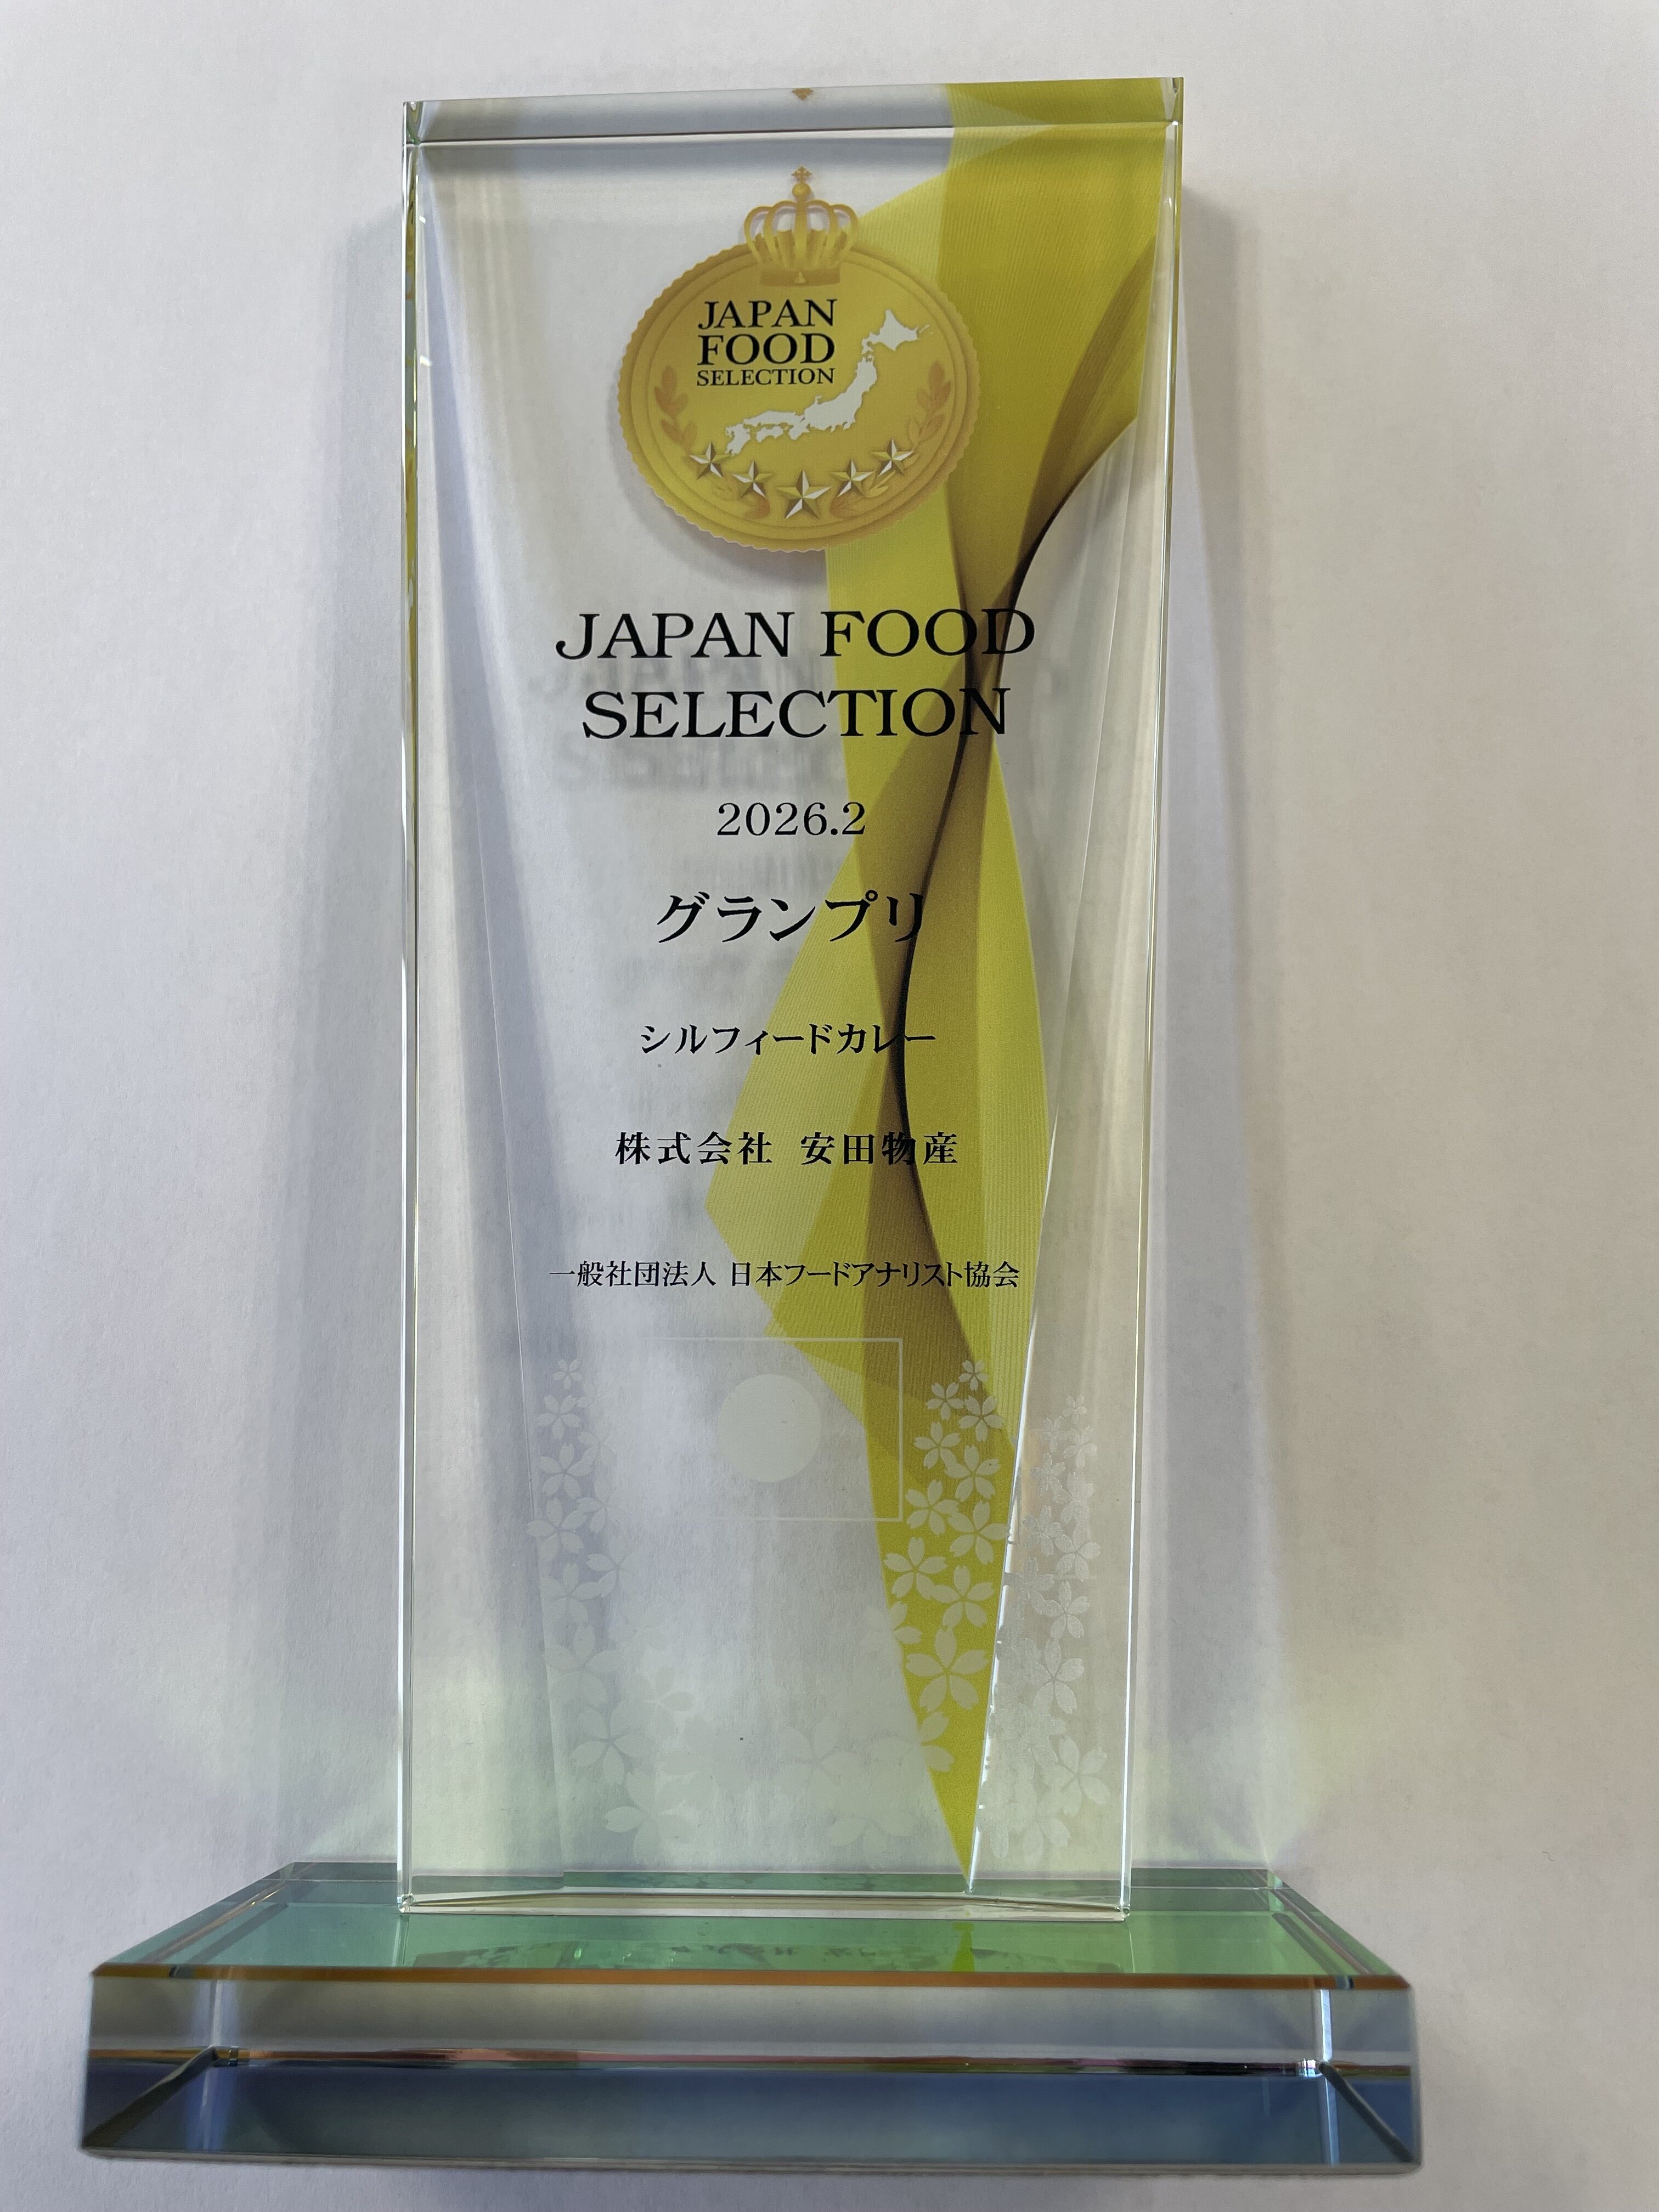 JAPAN
FOOD
SELECTION
JAPAN FOOD
SELECTION
2026.2
グランプリ
シルフィードカレー
株式会社 安田物産
一般社団法人 日本フードアナリスト協会